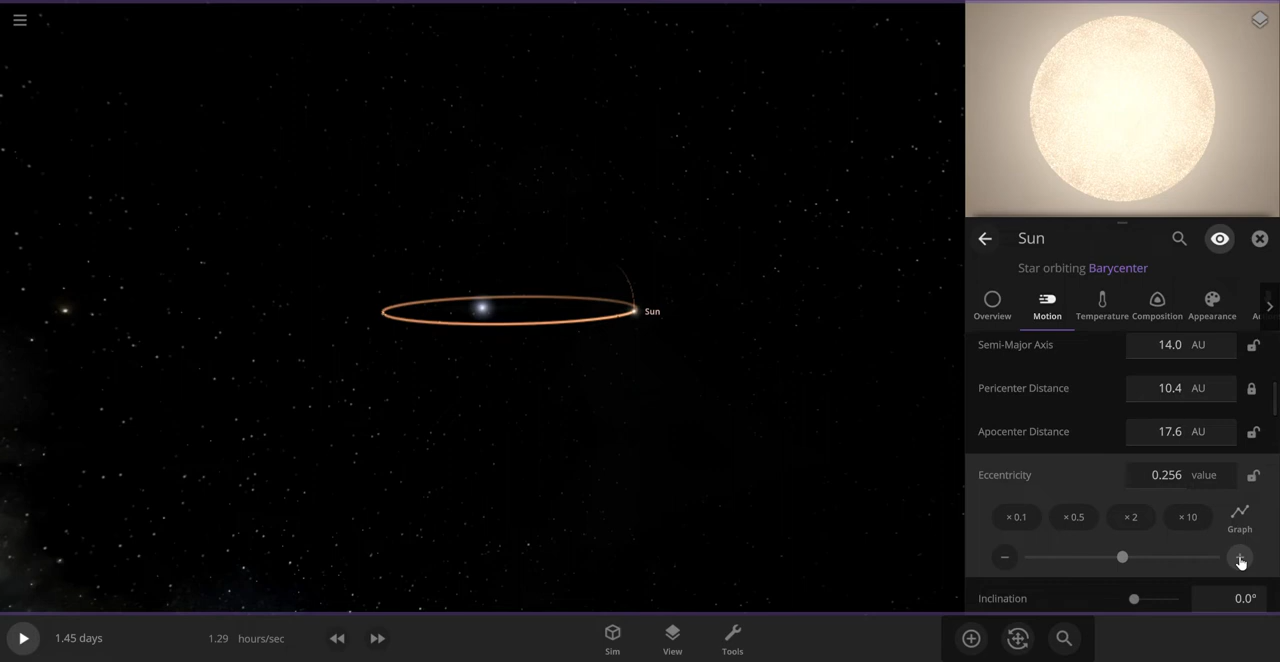 Sun
Sun
Star orbiting Barycenter
Overview Motion Temperature Composition Appearance
Semi-Major Axis 14.0 AU
Pericenter Distance 10.4 AU
Apocenter Distance 17.6 AU
Eccentricity 0.256 value
× 0.1 × 0.5 × 2 × 10 Graph
Inclination 0.0°
1.45 days 1.29 hours/sec Sim View Tools